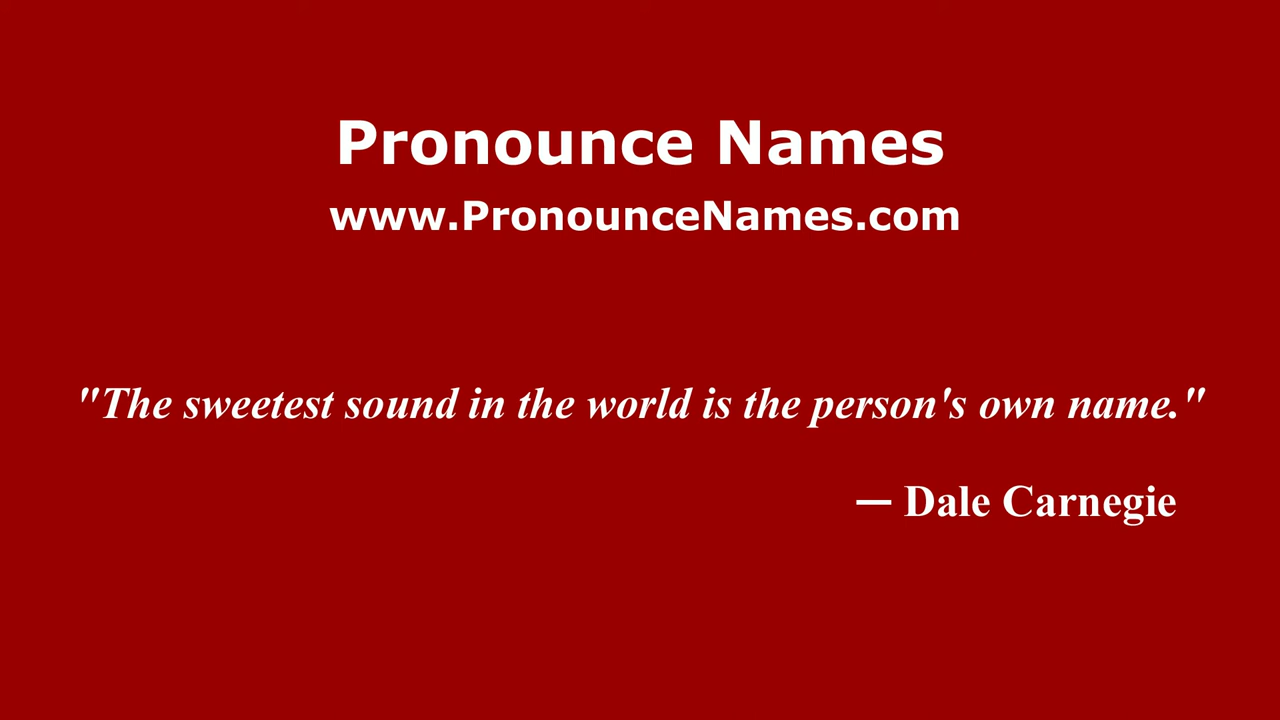 Pronounce Names
www.PronounceNames.com
"The sweetest sound in the world is the person's own name."
— Dale Carnegie